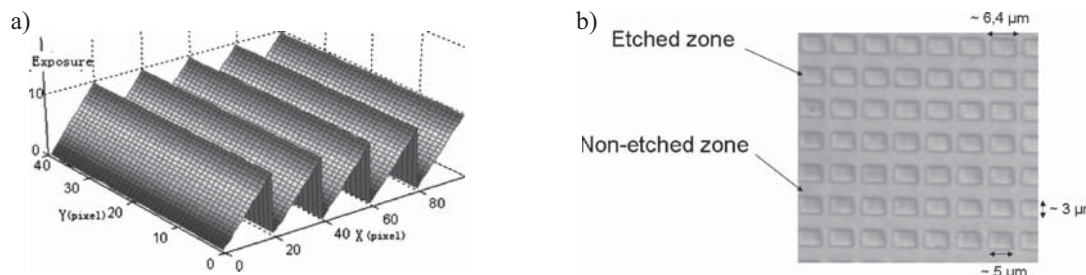 a)
Exposure
10
0
40
30
20
10
0
Y(pixel)
0
20
40
60
80
X(pixel)
b)
~ 6,4 µm
Etched zone
Non-etched zone
~ 3 µ
~ 5 µm